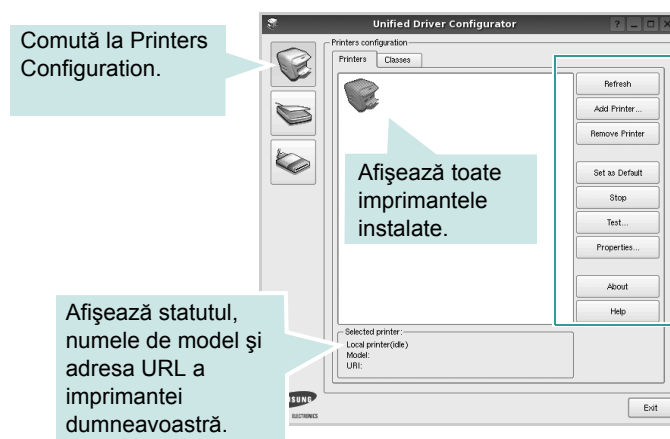 Unified Driver Configurator
Comută la Printers
Configuration.
Printers configuration
Printers
Classes
Refresh
Add Printer...
Remove Printer
Set as Default
Stop
Test...
Properties...
About
Help
Afişează toate
imprimantele
instalate.
Afişează statutul,
numele de model şi
adresa URL a
imprimantei
dumneavoastră.
Selected printer:
Local printer(idle)
Model:
URI:
SUNG
ELECTRONICS
Exit